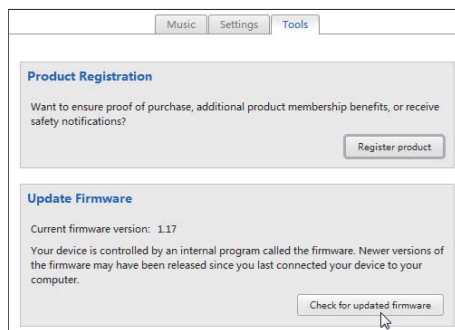 Music Settings Tools
Product Registration
Want to ensure proof of purchase, additional product membership benefits, or receive
safety notifications?
Register product
Update Firmware
Current firmware version: 1.17
Your device is controlled by an internal program called the firmware. Newer versions of
the firmware may have been released since you last connected your device to your
computer.
Check for updated firmware